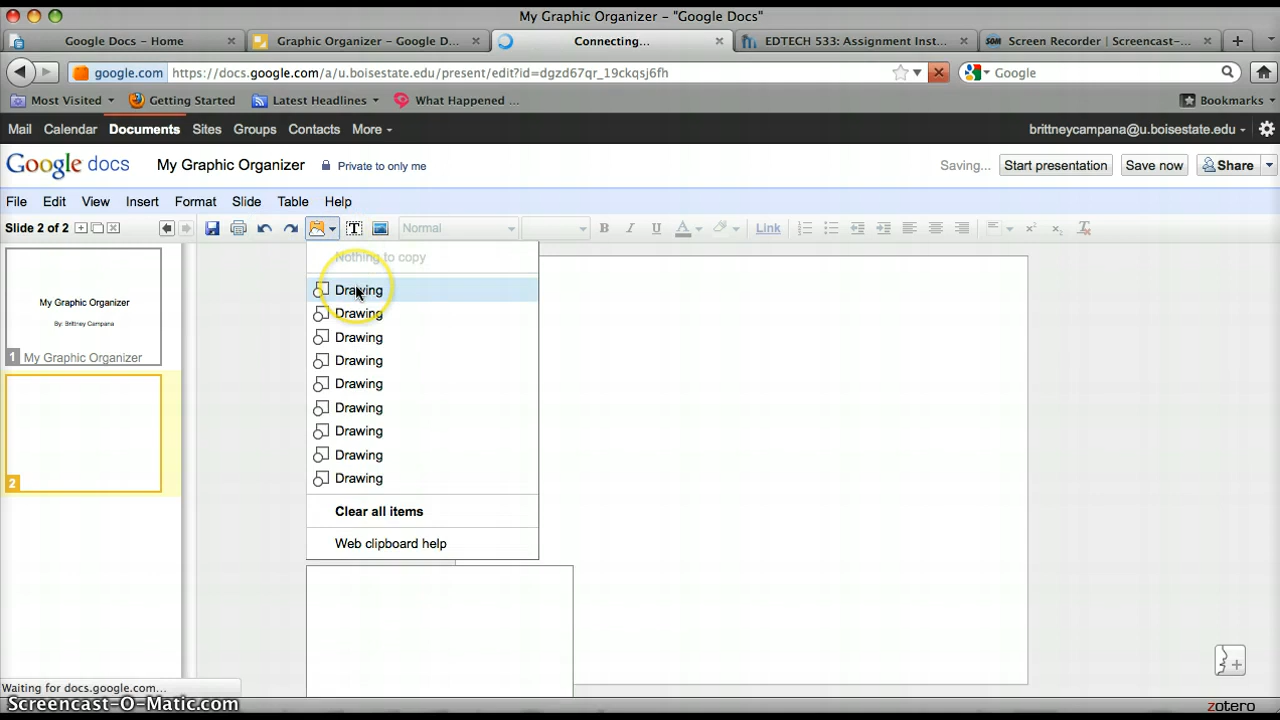 My Graphic Organizer – "Google Docs"
Google Docs – Home
Graphic Organizer – Google D...
Connecting...
EDTECH 533: Assignment Inst...
Screen Recorder | Screencast-...
google.com https://docs.google.com/a/u.boisestate.edu/present/edit?id=dgzd67qr_19ckqsj6fh
Google
Most Visited Getting Started Latest Headlines What Happened ... Bookmarks
Mail Calendar Documents Sites Groups Contacts More brittneycampana@u.boisestate.edu
Google docs My Graphic Organizer Private to only me Saving... Start presentation Save now Share
File Edit View Insert Format Slide Table Help
Slide 2 of 2 T Normal B I U A Link
Nothing to copy
Drawing
Drawing
Drawing
Drawing
Drawing
Drawing
Drawing
Drawing
Drawing
Clear all items
Web clipboard help
My Graphic Organizer
By: Brittney Campana
1 My Graphic Organizer
2
Waiting for docs.google.com...
Screencast-O-Matic.com
zotero